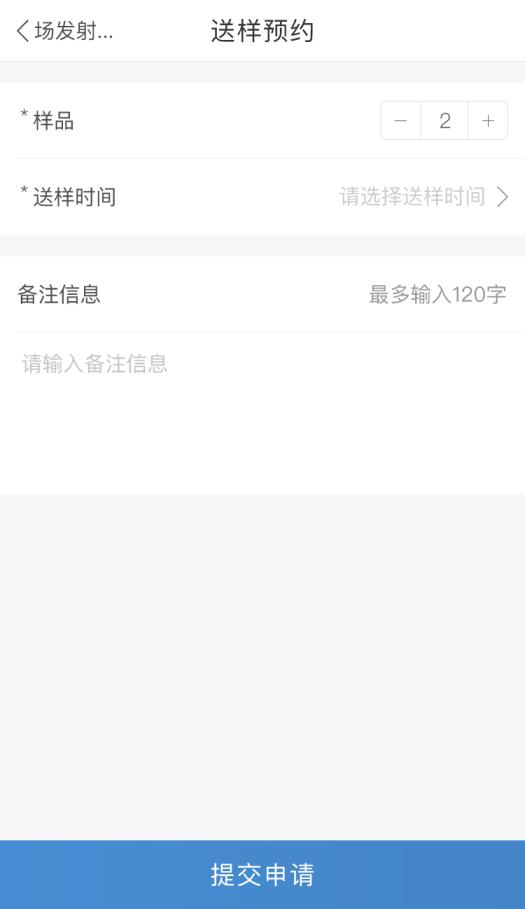 场发射...
送样预约
*样品
2
*送样时间
请选择送样时间
备注信息
最多输入120字
请输入备注信息
提交申请